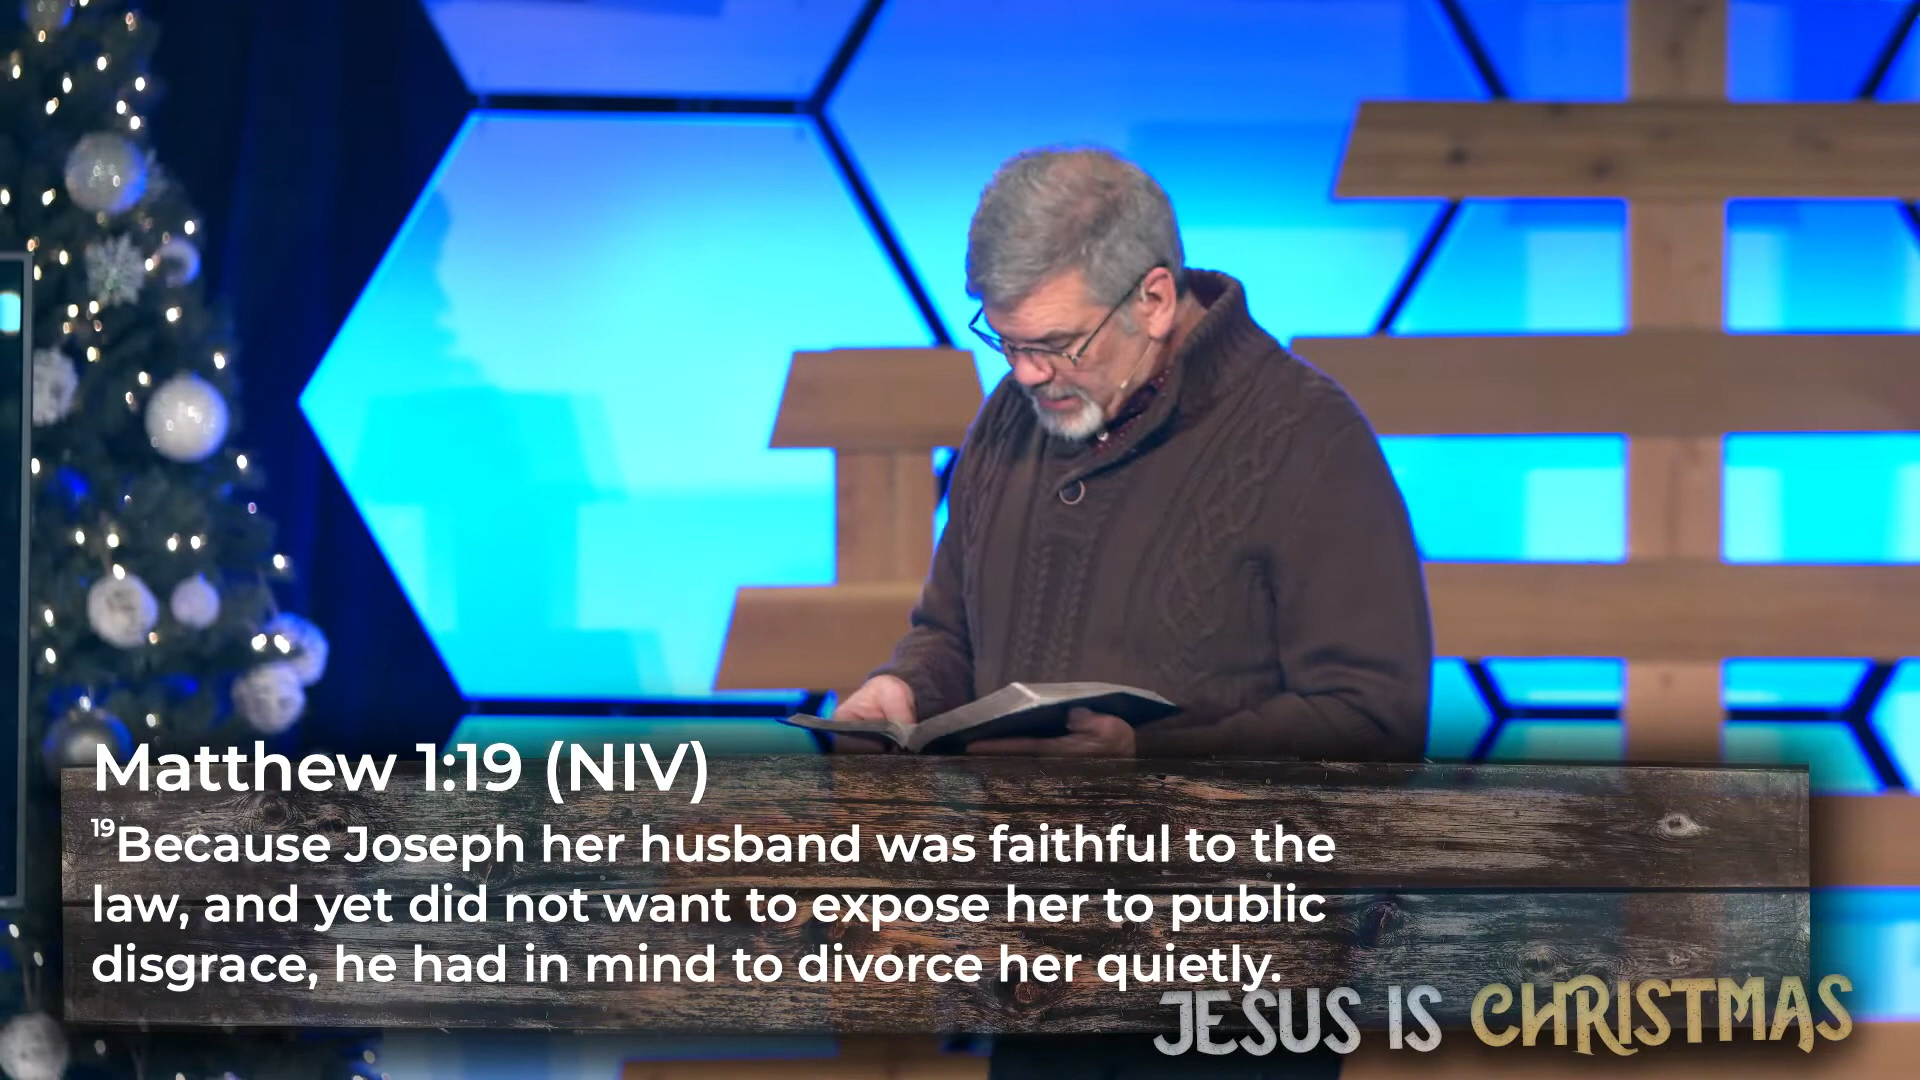 Matthew 1:19 (NIV)
19Because Joseph her husband was faithful to the
law, and yet did not want to expose her to public
disgrace, he had in mind to divorce her quietly.
JESUS IS CHRISTMAS